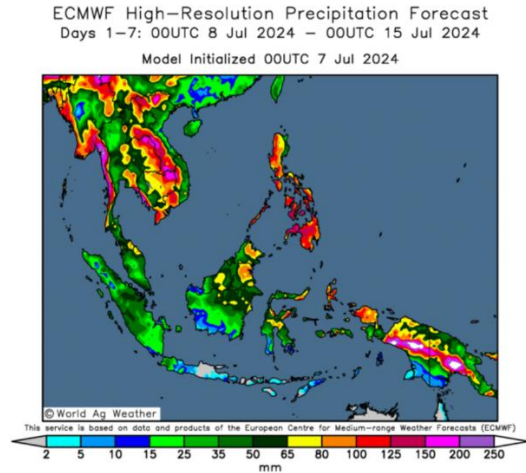 ECMWF High-Resolution Precipitation Forecast
Days 1-7: 00UTC 8 Jul 2024 - 00UTC 15 Jul 2024
Model Initialized 00UTC 7 Jul 2024
© World Ag Weather
This service is based on data and products of the European Centre for Medium-range Weather Forecasts (ECMWF)
2 5 10 15 25 35 50 65 80 100 125 150 200 250
mm